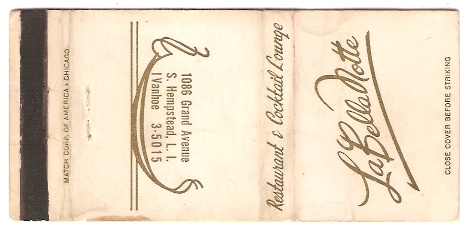 La Bella Notte
Restaurant & Cocktail Lounge
1086 Grand Avenue
S. Hempstead, L. I.
IVanhoe 3-5015
CLOSE COVER BEFORE STRIKING
MATCH CORP. OF AMERICA • CHICAGO